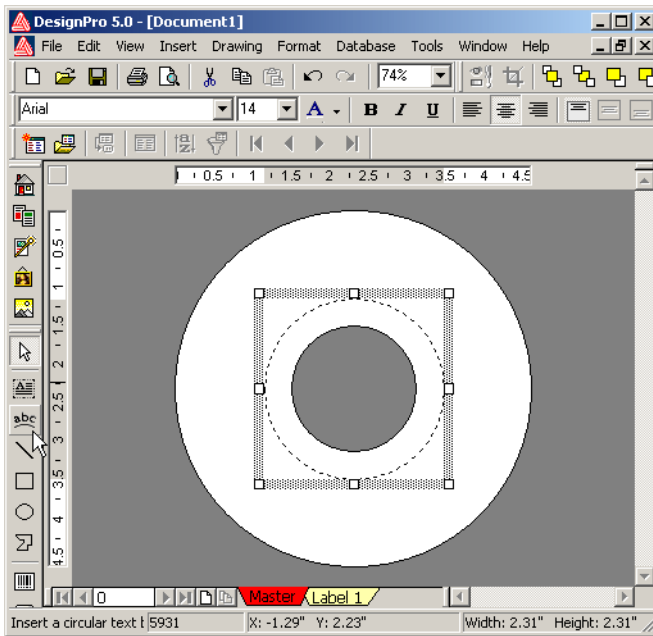 DesignPro 5.0 - [Document1]
File Edit View Insert Drawing Format Database Tools Window Help
74%
Arial 14 A B I U
0.5 1 1.5 2 2.5 3 3.5 4 4.5
0.5
1
1.5
2
2.5
3
3.5
4
4.5
A
abc
0 Master Label 1
Insert a circular text b 5931 X: -1.29" Y: 2.23" Width: 2.31" Height: 2.31"